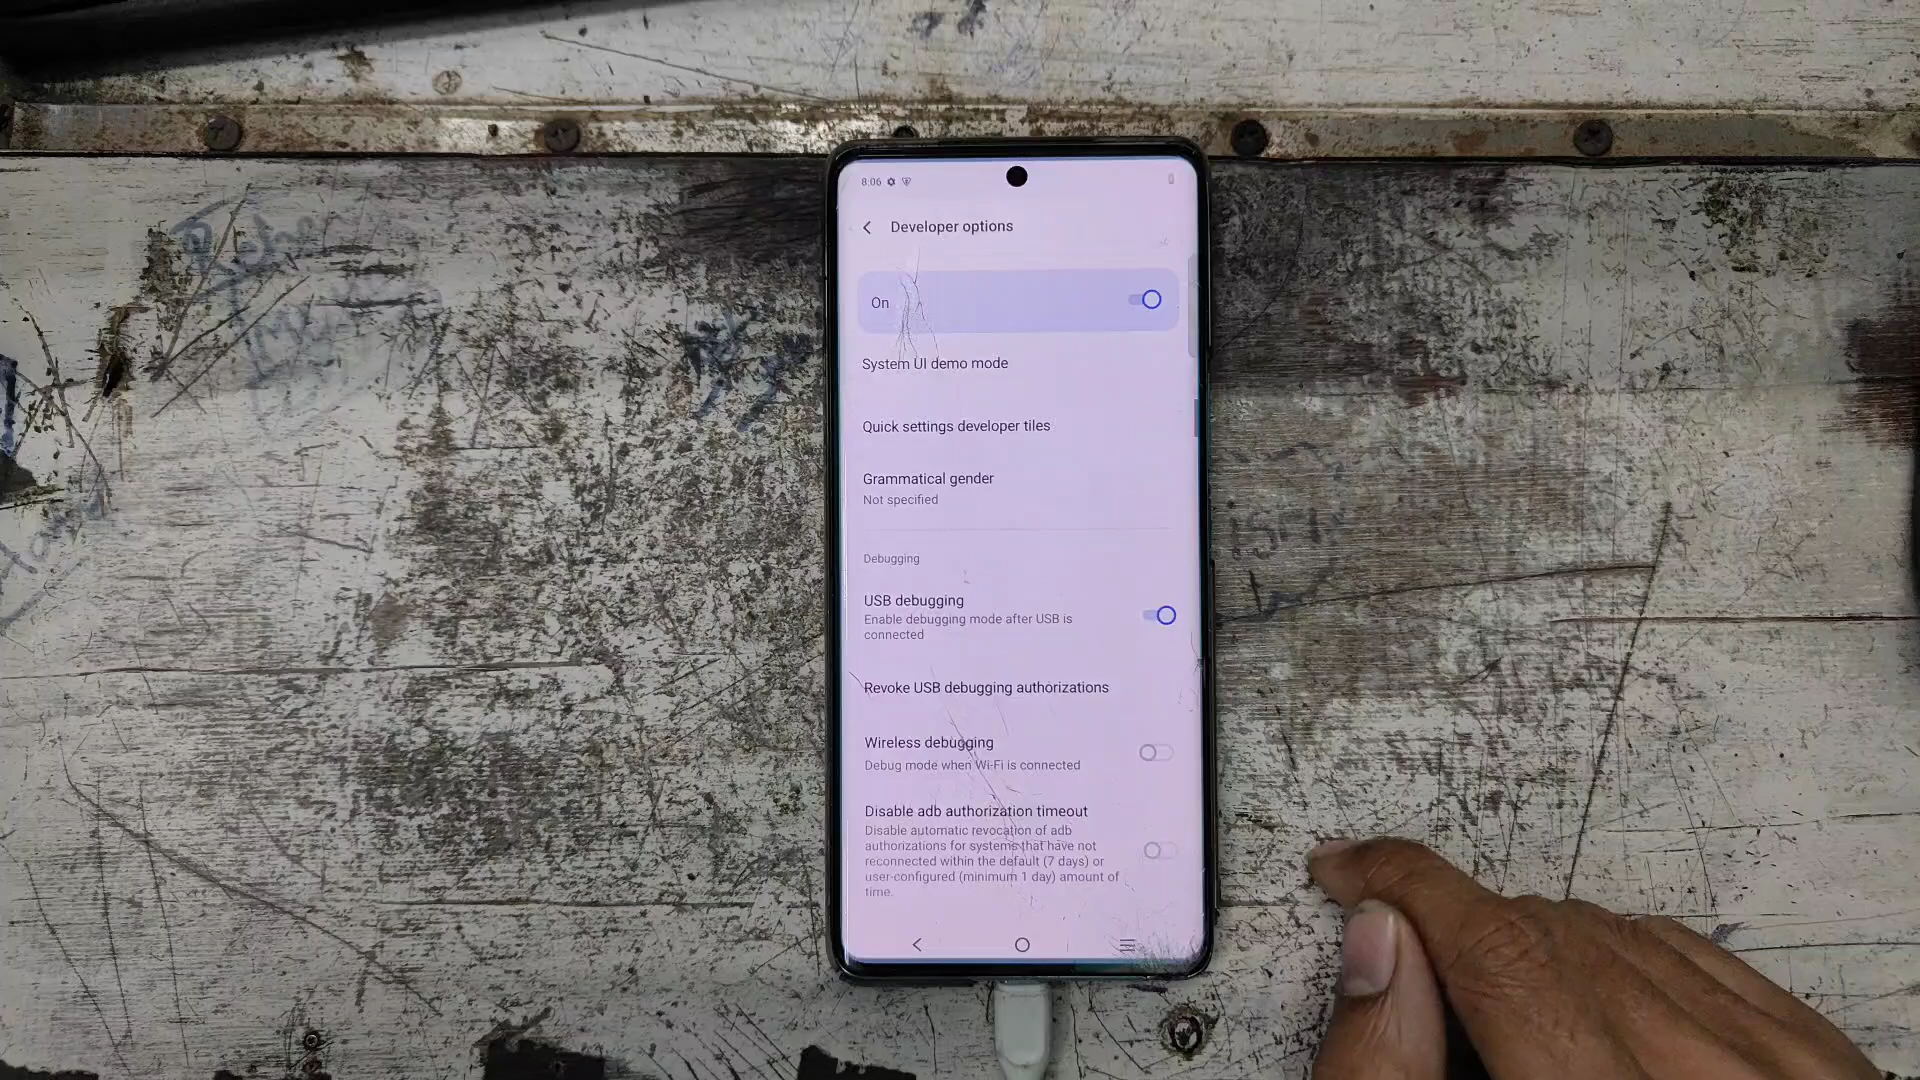 8:06
Developer options
On
System UI demo mode
Quick settings developer tiles
Grammatical gender
Not specified
Debugging
USB debugging
Enable debugging mode after USB is
connected
Revoke USB debugging authorizations
Wireless debugging
Debug mode when Wi-Fi is connected
Disable adb authorization timeout
Disable automatic revocation of adb
authorizations for systems that have not
reconnected within the default (7 days) or
user-configured (minimum 1 day) amount of
time.